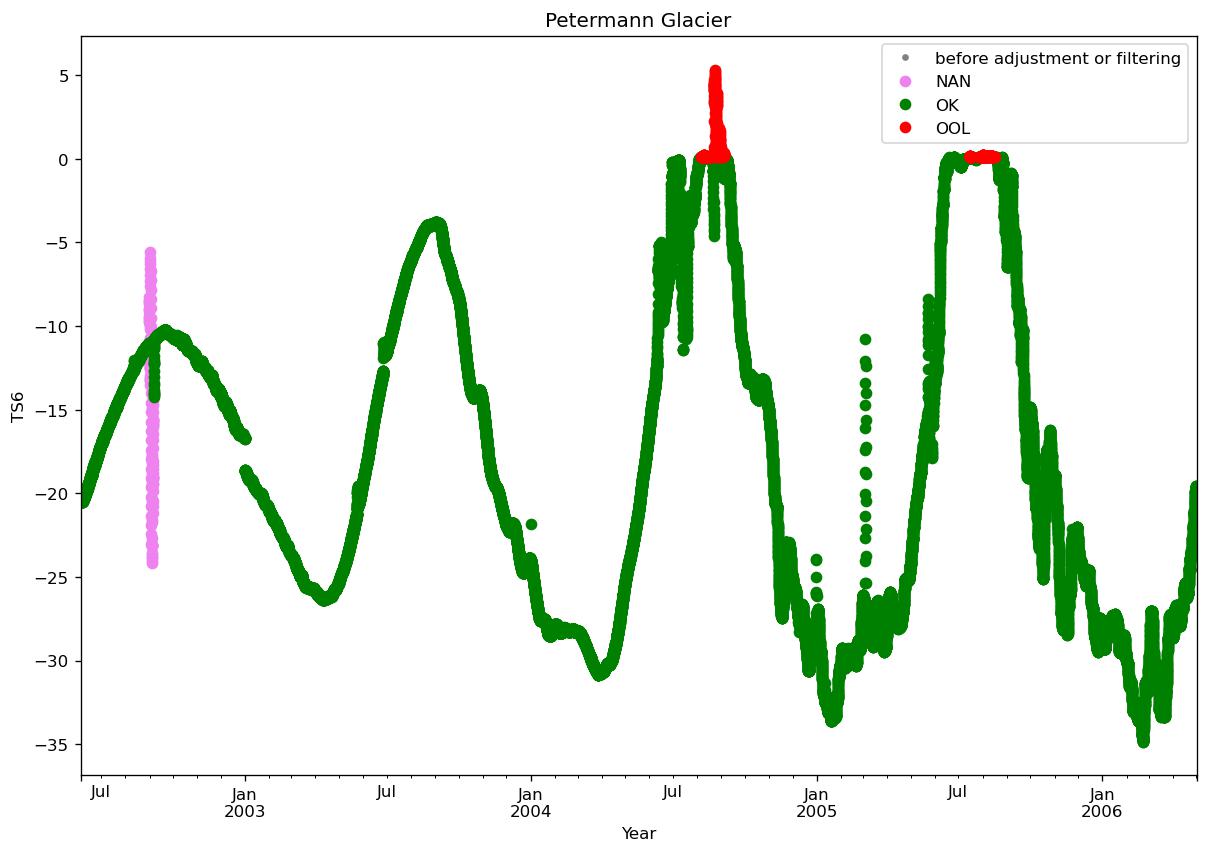 Petermann Glacier
before adjustment or filtering
NAN
OK
OOL
5
0
−5
−10
−15
−20
−25
−30
−35
TS6
Jul
Jan
2003
Jul
Jan
2004
Jul
Jan
2005
Jul
Jan
2006
Year